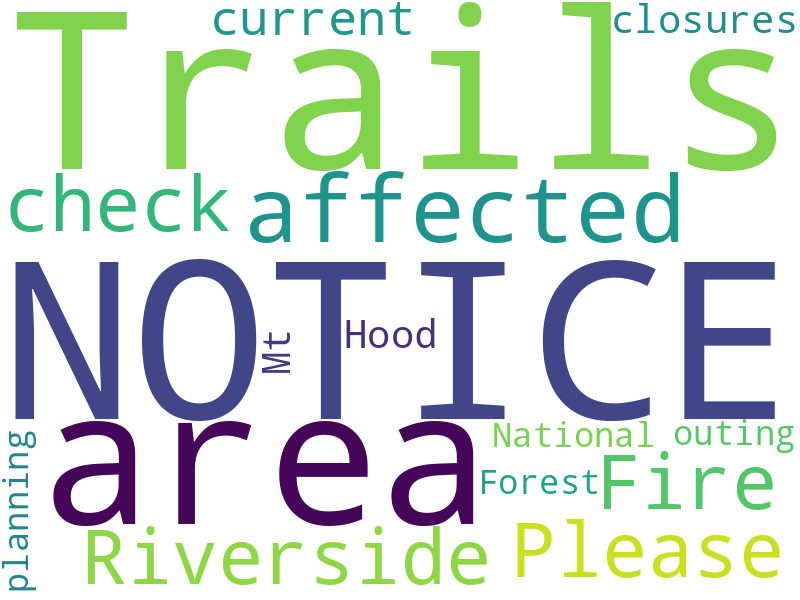 Trails
current
closures
check
affected
NOTICE
Mt
Hood
area
National
outing
planning
Forest
Fire
Riverside
Please